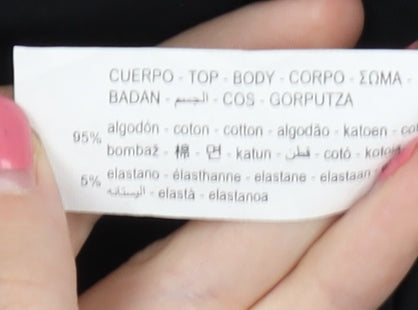 CUERPO - TOP - BODY - CORPO - ΣΩΜΑ -
BADAN - الجسم - COS - GORPUTZA
95% algodón - coton - cotton - algodão - katoen -
bombaž - 棉 - 면 - katun - قطن - cotó -
5% elastano - élasthanne - elastane - elastaan
- elastà - elastanoa